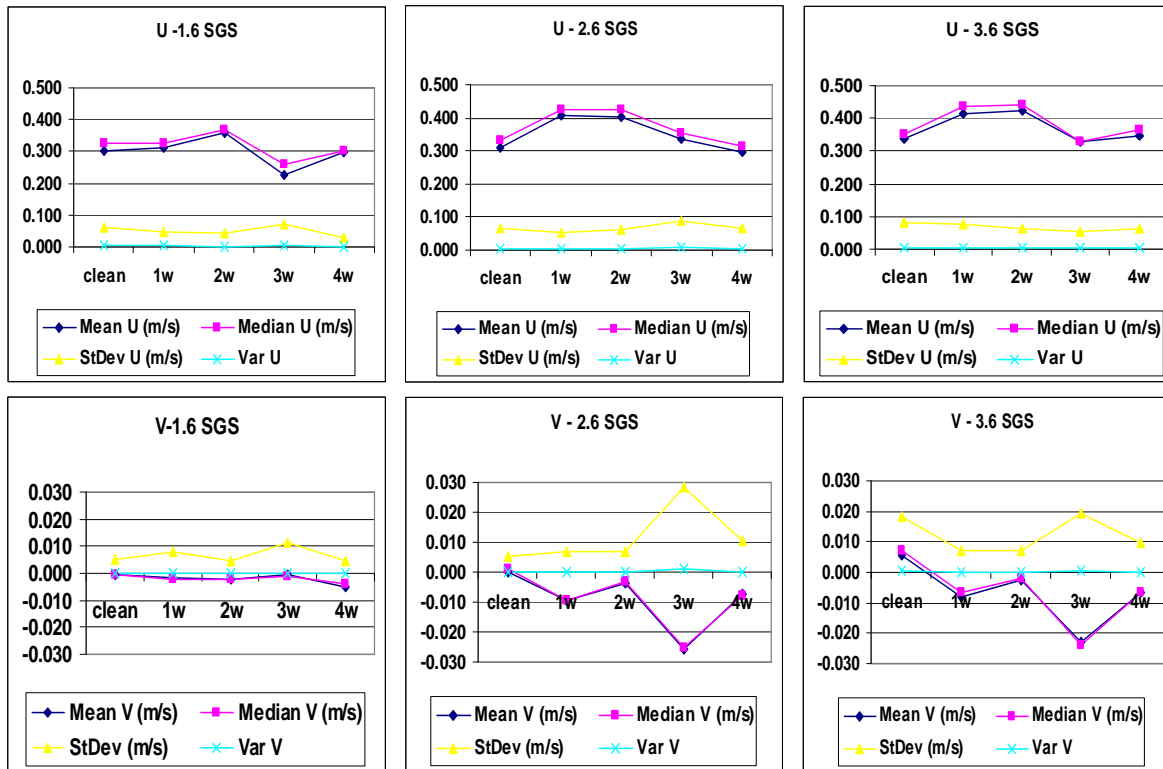 U -1.6 SGS
0.500
0.400
0.300
0.200
0.100
0.000
clean 1w 2w 3w 4w
Mean U (m/s) Median U (m/s)
StDev U (m/s) Var U
U - 2.6 SGS
0.500
0.400
0.300
0.200
0.100
0.000
clean 1w 2w 3w 4w
Mean U (m/s) Median U (m/s)
StDev U (m/s) Var U
U - 3.6 SGS
0.500
0.400
0.300
0.200
0.100
0.000
clean 1w 2w 3w 4w
Mean U (m/s) Median U (m/s)
StDev U (m/s) Var U
V-1.6 SGS
0.030
0.020
0.010
0.000
-0.010
-0.020
-0.030
clean 1w 2w 3w 4w
Mean V (m/s) Median V (m/s)
StDev (m/s) Var V
V - 2.6 SGS
0.030
0.020
0.010
0.000
-0.010
-0.020
-0.030
clean 1w 2w 3w 4w
Mean V (m/s) Median V (m/s)
StDev (m/s) Var V
V - 3.6 SGS
0.030
0.020
0.010
0.000
-0.010
-0.020
-0.030
clean 1w 2w 3w 4w
Mean V (m/s) Median V (m/s)
StDev (m/s) Var V